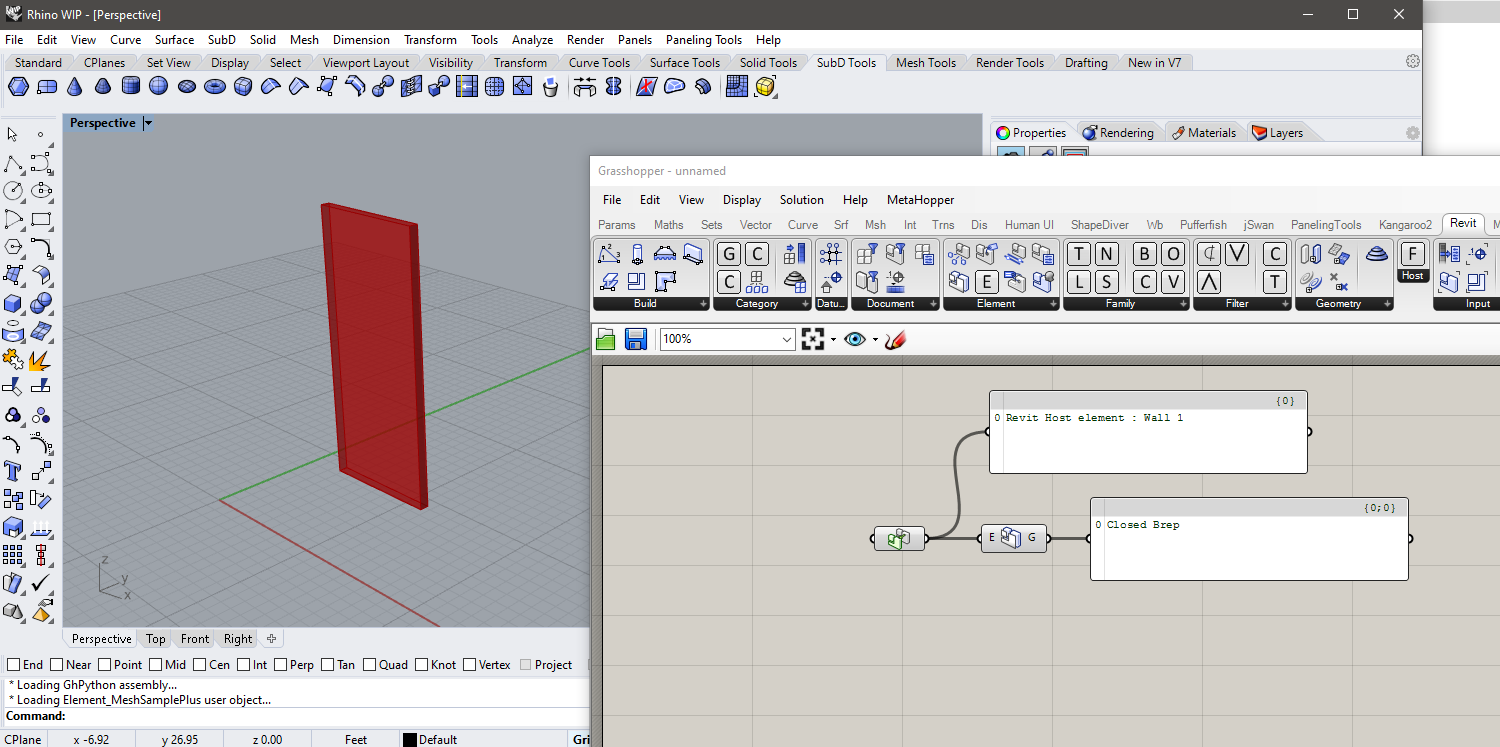 Rhino WIP - [Perspective]
File Edit View Curve Surface SubD Solid Mesh Dimension Transform Tools Analyze Render Panels Paneling Tools Help
Standard CPlanes Set View Display Select Viewport Layout Visibility Transform Curve Tools Surface Tools Solid Tools SubD Tools Mesh Tools Render Tools Drafting New in V7
Perspective
Properties Rendering Materials Layers
Grasshopper - unnamed
File Edit View Display Solution Help MetaHopper
Params Maths Sets Vector Curve Srf Msh Int Trns Dis Human UI ShapeDiver Wb Pufferfish jSwan PanelingTools Kangaroo2 Revit M
G C T N B O C F
Host
C E L S C V T
Build Category Datu... Document Element Family Filter Geometry Input
100%
{0}
0 Revit Host element : Wall 1
{0;0}
0 Closed Brep
E G
z
y
x
Perspective Top Front Right
End Near Point Mid Cen Int Perp Tan Quad Knot Vertex Project
* Loading GhPython assembly...
* Loading Element_MeshSamplePlus user object...
Command:
CPlane x -6.92 y 26.95 z 0.00 Feet Default Gri